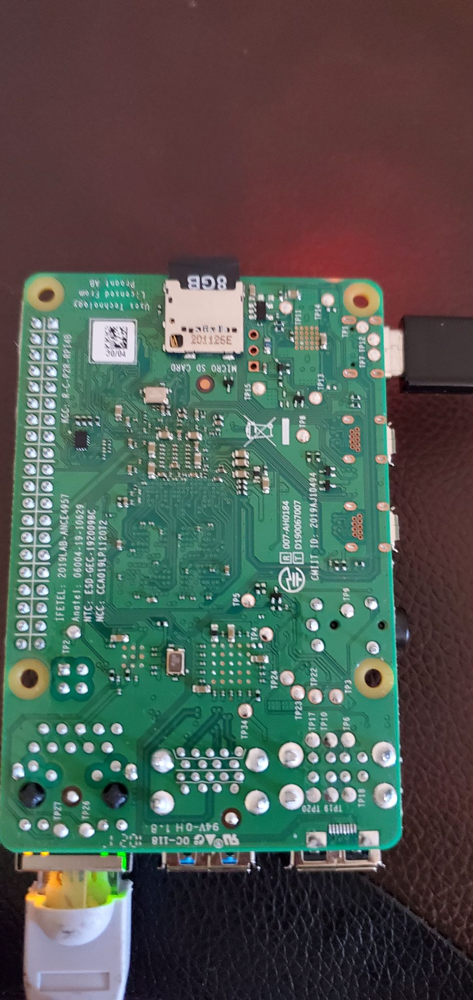 8GB
Uses Technology
Licensed From
Proant AB
30/04
201126E
MICRO SD CARD
KCC: R-C-P2R-RPI4B
TP11
TP14
TP1
TP12
TP7
TP15
TP13
TP8
IFETEL: 2019LAB-ANCE4957
Anatel: 06004-19-10629
NTC: ESD-GEC-1920098C
NCC: CCAO19LP1120T2
R 007-AH0184
T D190067007
CMIIT ID: 2019AJ10494
TP5
TP9
TP4
TP2
TP24
TP22
TP23
TP3
TP34
TP17
TP10
TP6
TP27
TP26
TP20
TP19
TP20
TP18
94V-0H 1.8
OC-118